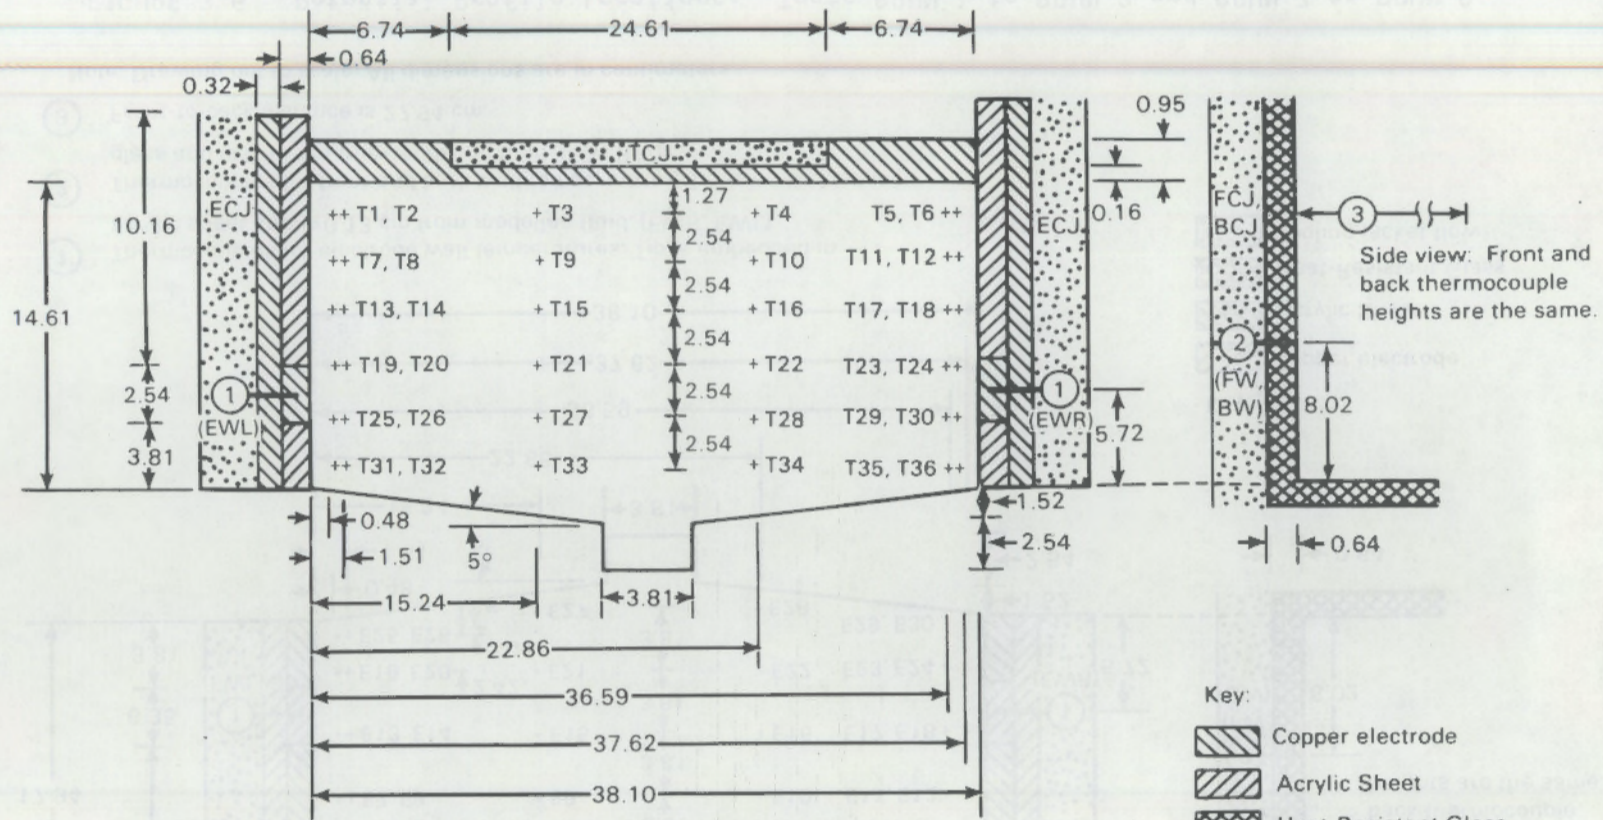 6.74
24.61
6.74
0.64
0.32
0.95
TCJ
ECJ
10.16
++ T1, T2
+ T3
1.27
+ T4
T5, T6 ++
ECJ
0.16
FCJ,
BCJ
3
2.54
++ T7, T8
+ T9
+ T10
T11, T12 ++
Side view: Front and
back thermocouple
heights are the same.
2.54
14.61
++ T13, T14
+ T15
+ T16
T17, T18 ++
2.54
2
++ T19, T20
+ T21
+ T22
T23, T24 ++
2.54
1
2.54
1
(FW,
BW)
8.02
(EWL)
++ T25, T26
+ T27
+ T28
T29, T30 ++
(EWR)
5.72
2.54
3.81
++ T31, T32
+ T33
+ T34
T35, T36 ++
1.52
0.48
2.54
0.64
1.51
5°
15.24
3.81
22.86
36.59
Key:
37.62
Copper electrode
Acrylic Sheet
38.10